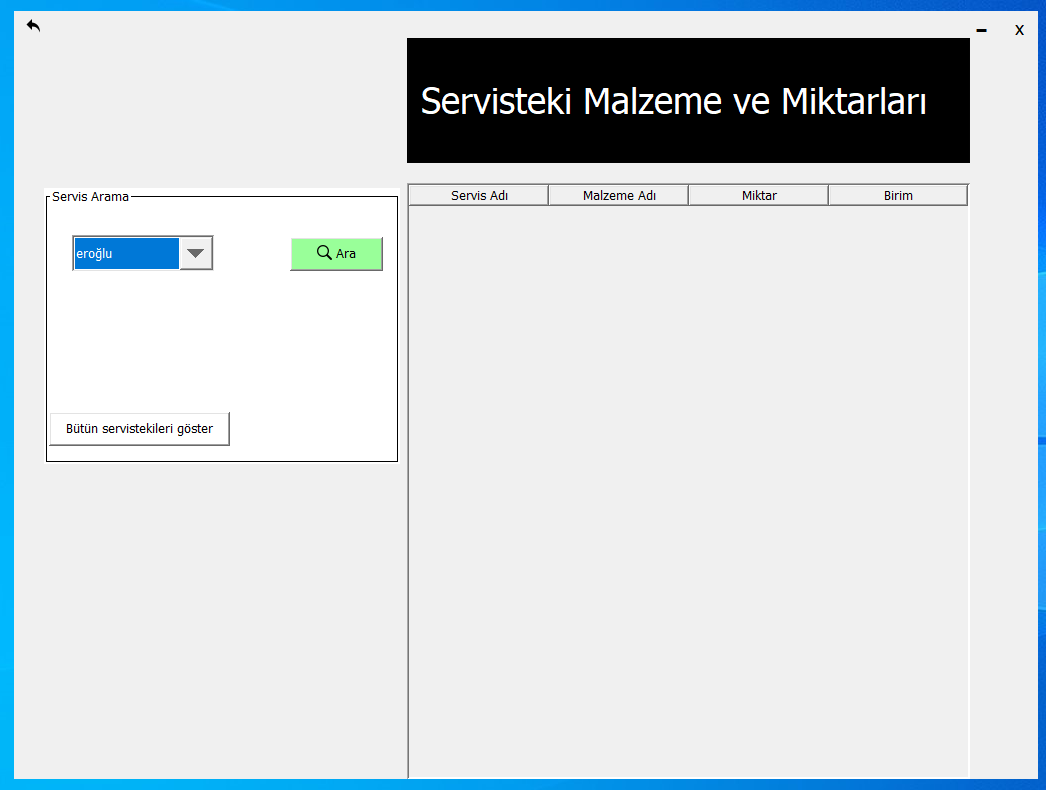 x
Servisteki Malzeme ve Miktarları
Servis Arama
eroğlu
Ara
Bütün servistekileri göster
Servis Adı Malzeme Adı Miktar Birim